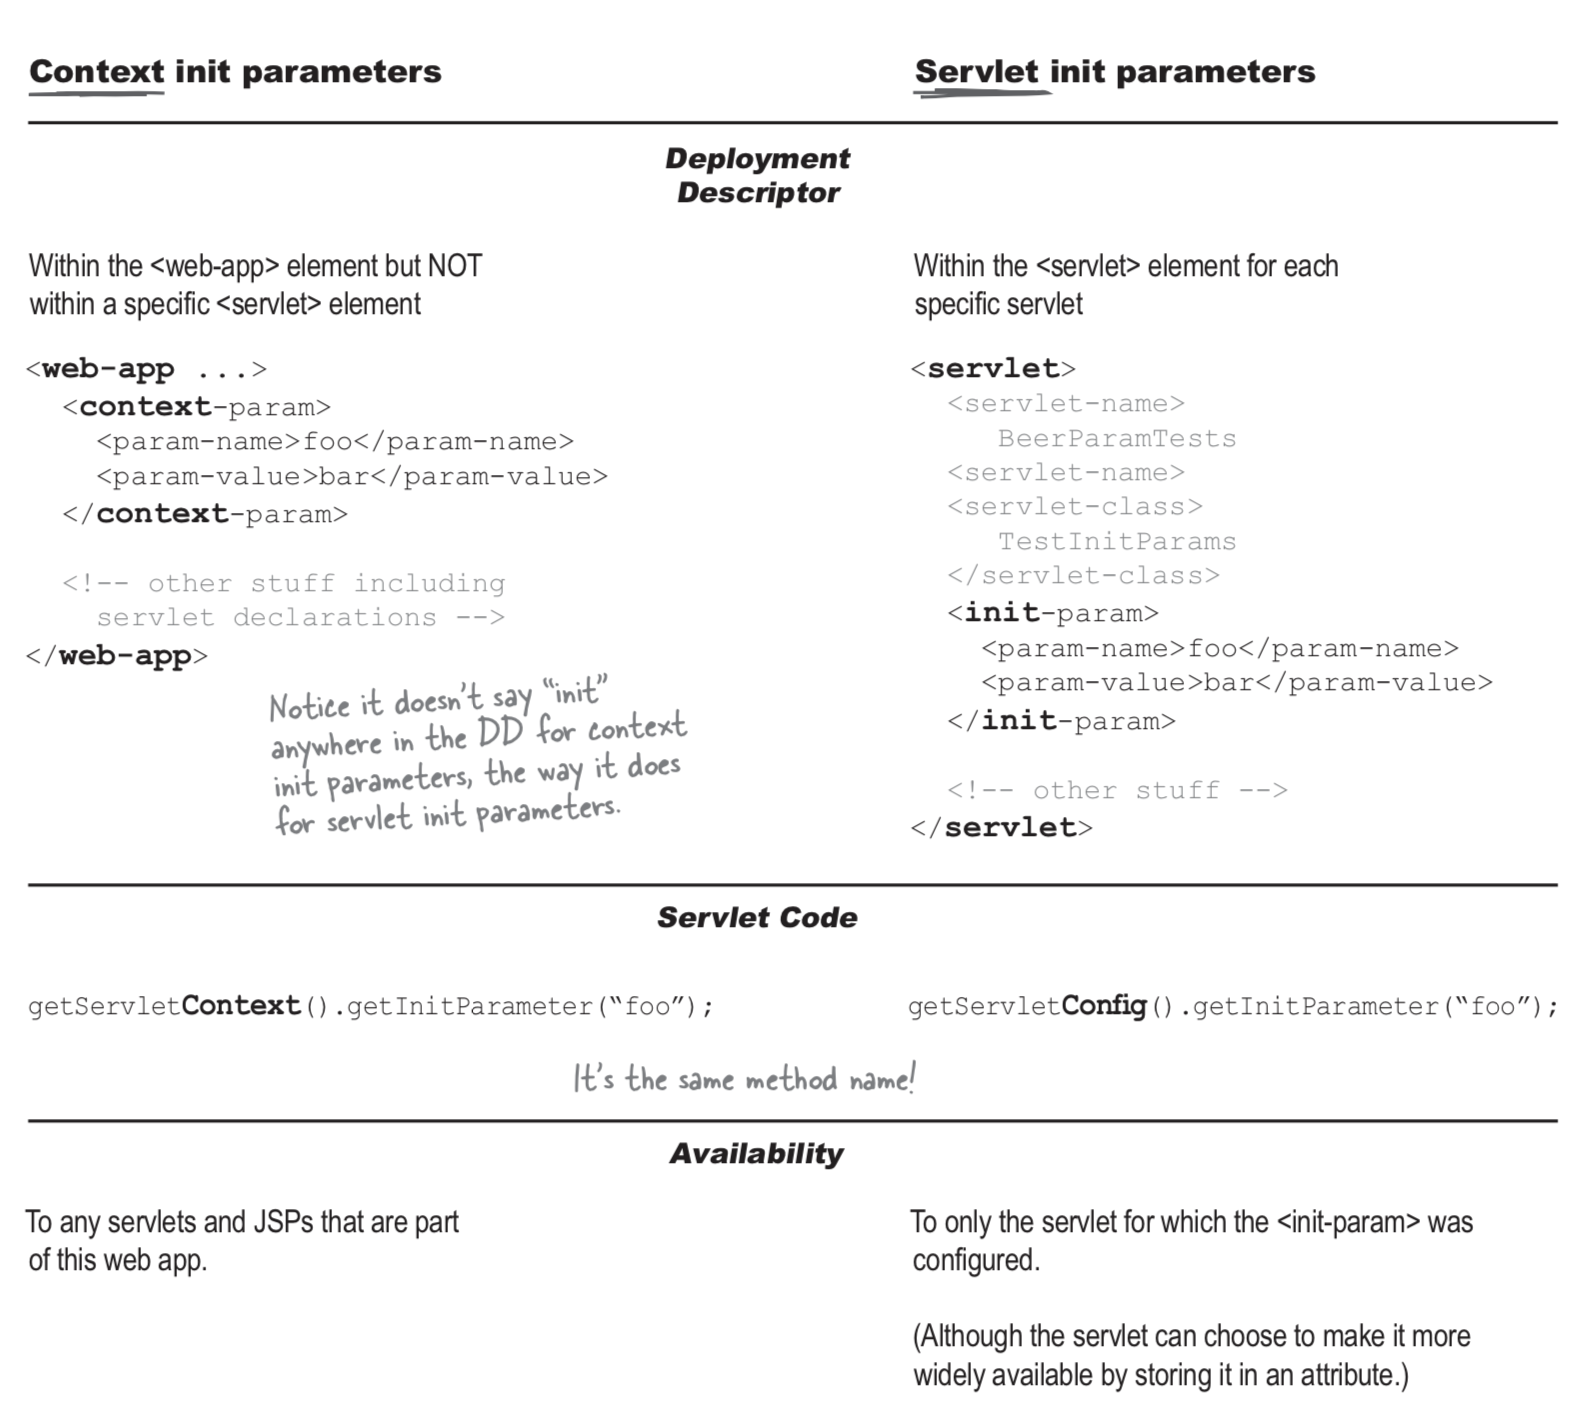 Context init parameters
Servlet init parameters
Deployment
Descriptor
Within the <web-app> element but NOT
within a specific <servlet> element
<web-app ...>
<context-param>
<param-name>foo</param-name>
<param-value>bar</param-value>
</context-param>
<!-- other stuff including
servlet declarations -->
</web-app>
Notice it doesn't say “init”
anywhere in the DD for context
init parameters, the way it does
for servlet init parameters.
Within the <servlet> element for each
specific servlet
<servlet>
<servlet-name>
BeerParamTests
<servlet-name>
<servlet-class>
TestInitParams
</servlet-class>
<init-param>
<param-name>foo</param-name>
<param-value>bar</param-value>
</init-param>
<!-- other stuff -->
</servlet>
Servlet Code
getServletContext().getInitParameter(“foo”);
getServletConfig().getInitParameter(“foo”);
It's the same method name!
Availability
To any servlets and JSPs that are part
of this web app.
To only the servlet for which the <init-param> was
configured.
(Although the servlet can choose to make it more
widely available by storing it in an attribute.)